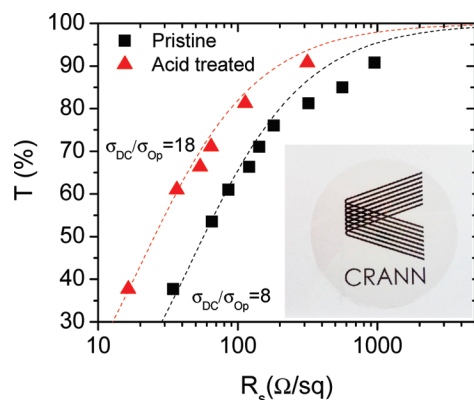 Pristine
Acid treated
T (%)
100
90
80
70
60
50
40
30
σDC/σOp=18
σDC/σOp=8
CRANN
10
100
1000
Rs(Ω/sq)